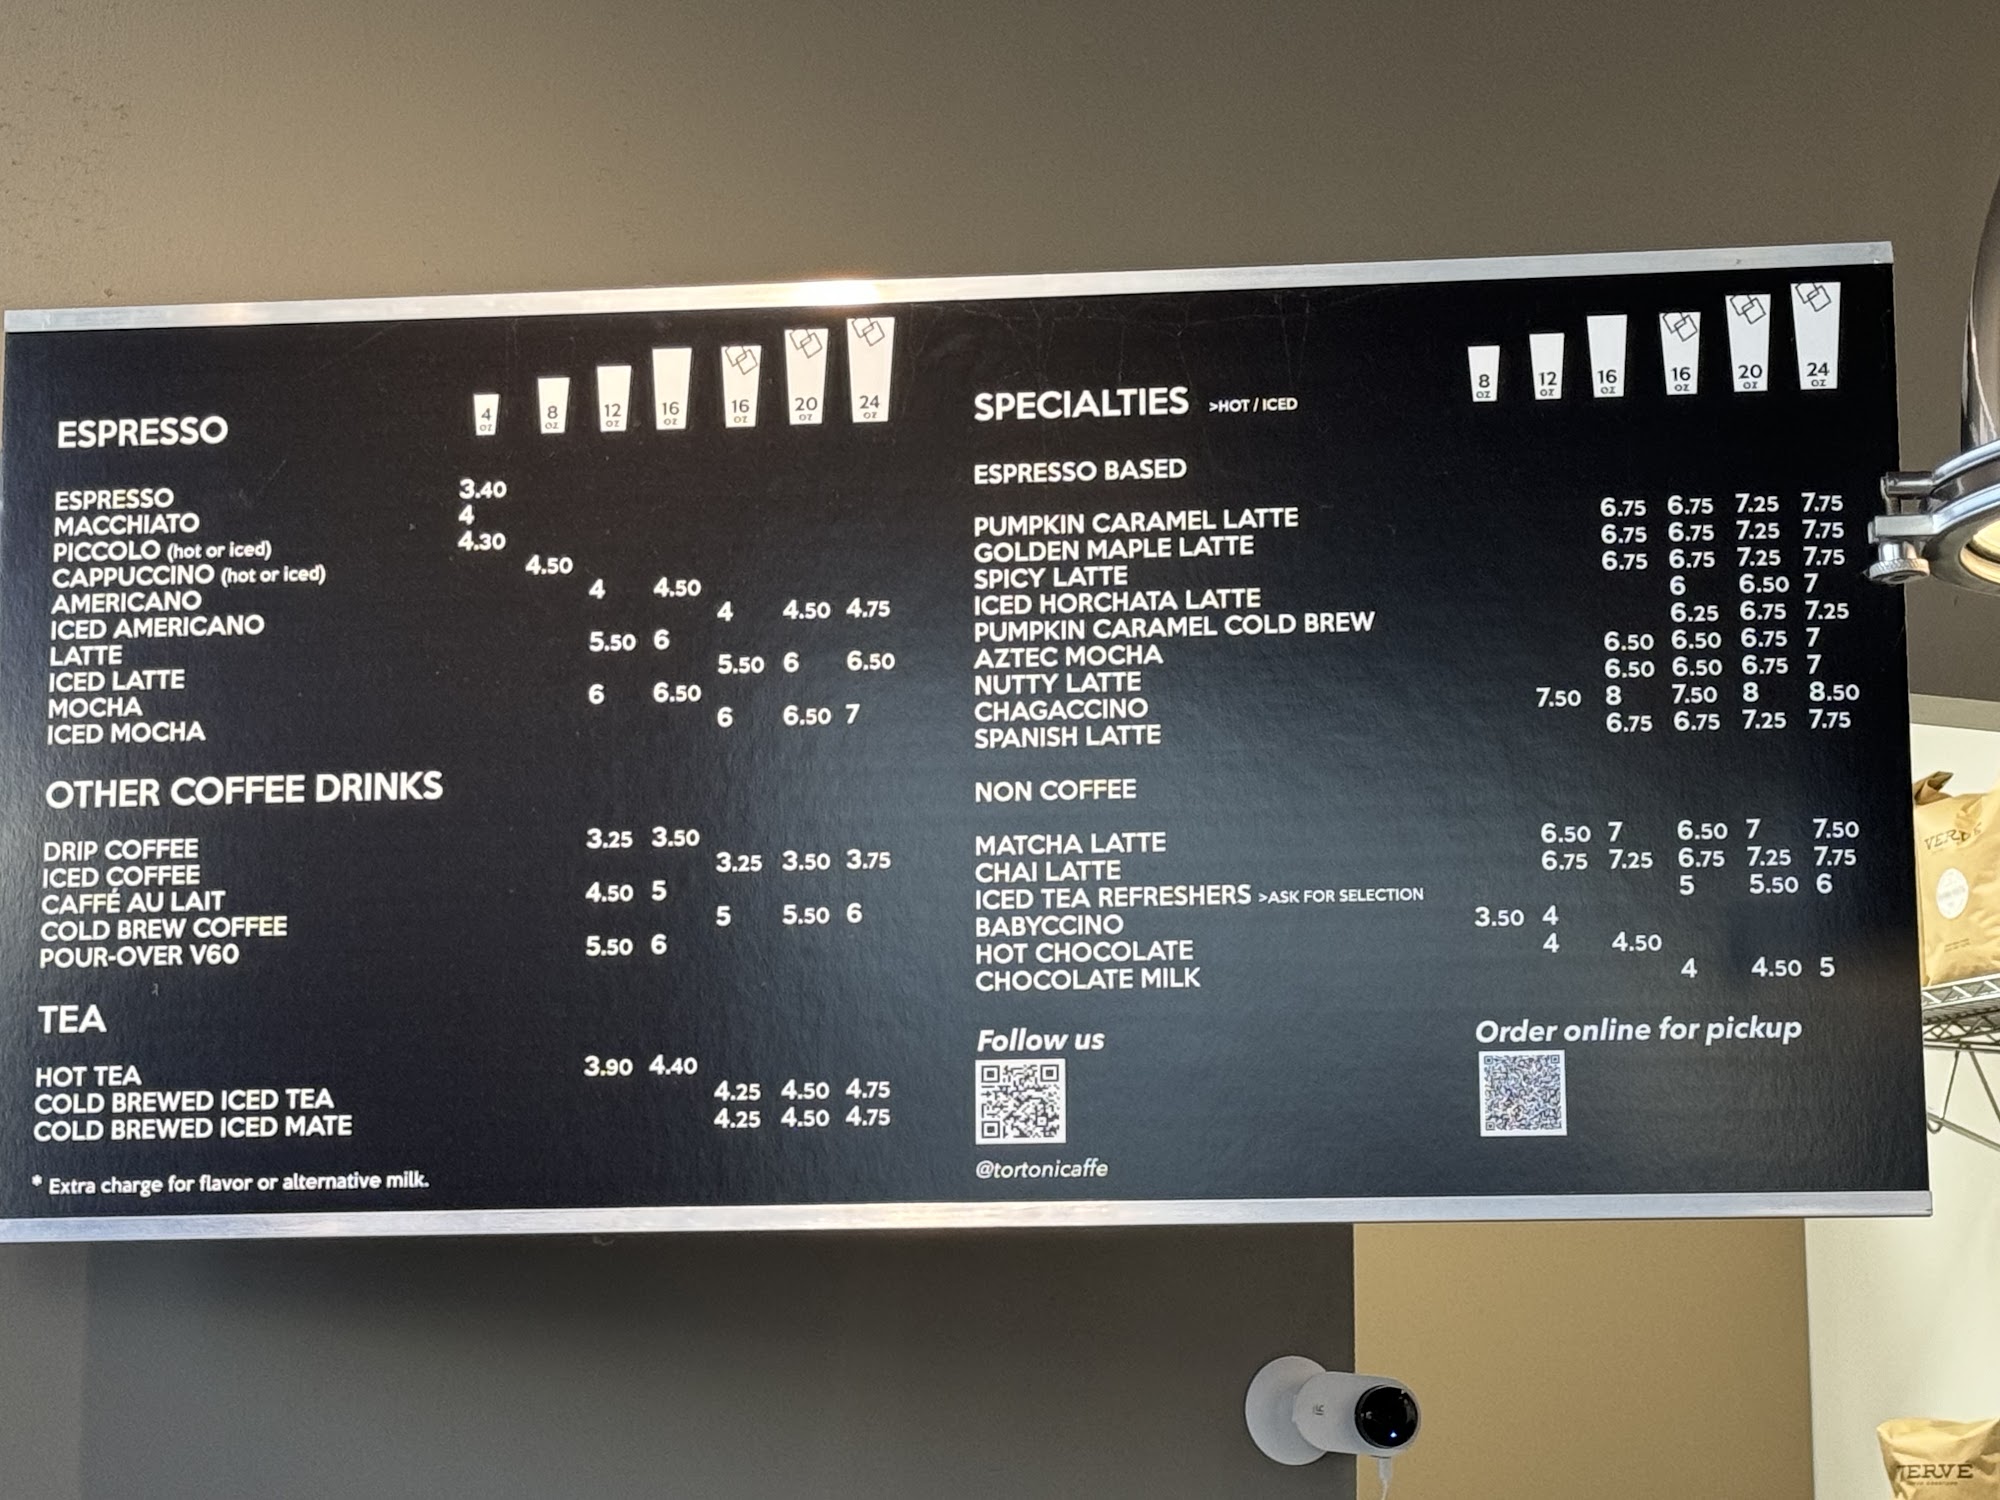 4 OZ 8 OZ 12 OZ 16 OZ 16 OZ 20 OZ 24 OZ
ESPRESSO
ESPRESSO 3.40
MACCHIATO 4
PICCOLO (hot or iced) 4.30
CAPPUCCINO (hot or iced) 4.50
AMERICANO 4 4.50
ICED AMERICANO 4 4.50 4.75
LATTE 5.50 6
ICED LATTE 5.50 6 6.50
MOCHA 6 6.50
ICED MOCHA 6 6.50 7
OTHER COFFEE DRINKS
DRIP COFFEE 3.25 3.50
ICED COFFEE 3.25 3.50 3.75
CAFFÉ AU LAIT 4.50 5
COLD BREW COFFEE 5 5.50 6
POUR-OVER V60 5.50 6
TEA
HOT TEA 3.90 4.40
COLD BREWED ICED TEA 4.25 4.50 4.75
COLD BREWED ICED MATE 4.25 4.50 4.75
* Extra charge for flavor or alternative milk.
8 OZ 12 OZ 16 OZ 16 OZ 20 OZ 24 OZ
SPECIALTIES >HOT / ICED
ESPRESSO BASED
PUMPKIN CARAMEL LATTE 6.75 6.75 7.25 7.75
GOLDEN MAPLE LATTE 6.75 6.75 7.25 7.75
SPICY LATTE 6.75 6.75 7.25 7.75
ICED HORCHATA LATTE 6 6.50 7
PUMPKIN CARAMEL COLD BREW 6.25 6.75 7.25
AZTEC MOCHA 6.50 6.50 6.75 7
NUTTY LATTE 6.50 6.50 6.75 7
CHAGACCINO 7.50 8 7.50 8 8.50
SPANISH LATTE 6.75 6.75 7.25 7.75
NON COFFEE
MATCHA LATTE 6.50 7 6.50 7 7.50
CHAI LATTE 6.75 7.25 6.75 7.25 7.75
ICED TEA REFRESHERS >ASK FOR SELECTION 5 5.50 6
BABYCCINO 3.50 4
HOT CHOCOLATE 4 4.50
CHOCOLATE MILK 4 4.50 5
Follow us
@tortonicaffe
Order online for pickup
VERVE
VERVE